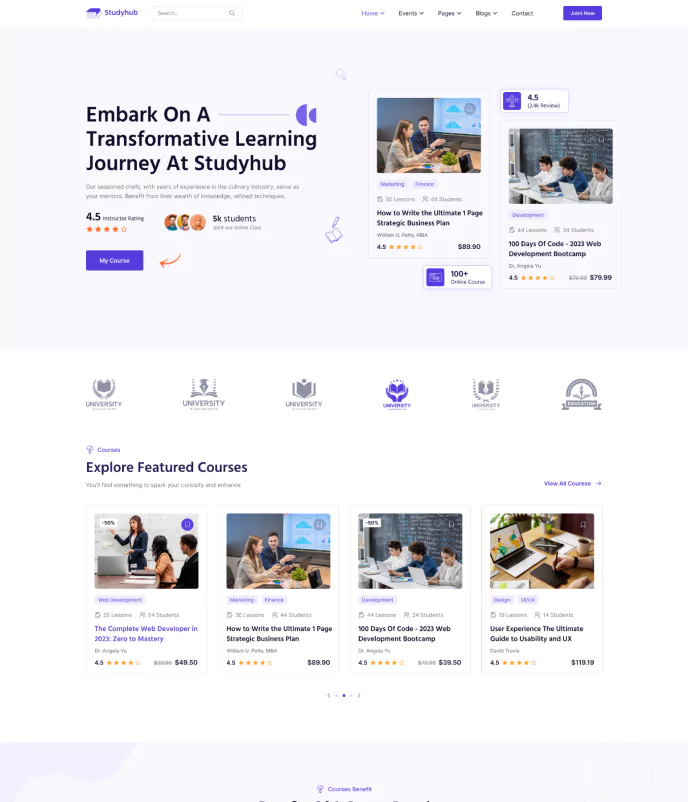 Studyhub
Search...
Home
Events
Pages
Blogs
Contact
Join Now
Embark On A
Transformative Learning
Journey At Studyhub
Our seasoned chefs, with years of experience in the culinary industry, serve as
your mentors. Benefit from their wealth of knowledge, refined techniques.
4.5 Instructor Rating
5k students
Join our online Class
My Course
Marketing
Finance
30 Lessons
44 Students
How to Write the Ultimate 1 Page
Strategic Business Plan
William U. Peña, MBA
4.5
$89.90
100+
Online Course
4.5
(2.4k Review)
Development
44 Lessons
34 Students
100 Days Of Code - 2023 Web
Development Bootcamp
Dr. Angela Yu
4.5
$79.99
$79.99
UNIVERSITY
UNIVERSITY
UNIVERSITY
UNIVERSITY
UNIVERSITY
EDUCATION
Courses
Explore Featured Courses
You'll find something to spark your curiosity and enhance
View All Courese
-50%
Web Development
25 Lessons
54 Students
The Complete Web Developer in
2023: Zero to Mastery
Dr. Angela Yu
4.5
$49.50
Marketing
Finance
30 Lessons
44 Students
How to Write the Ultimate 1 Page
Strategic Business Plan
William U. Peña, MBA
4.5
$89.90
-50%
Development
44 Lessons
34 Students
100 Days Of Code - 2023 Web
Development Bootcamp
Dr. Angela Yu
4.5
$79.99
$39.50
Design
UI/UX
19 Lessons
14 Students
User Experience The Ultimate
Guide to Usability and UX
David Travis
4.5
$119.19
Courses Benefit